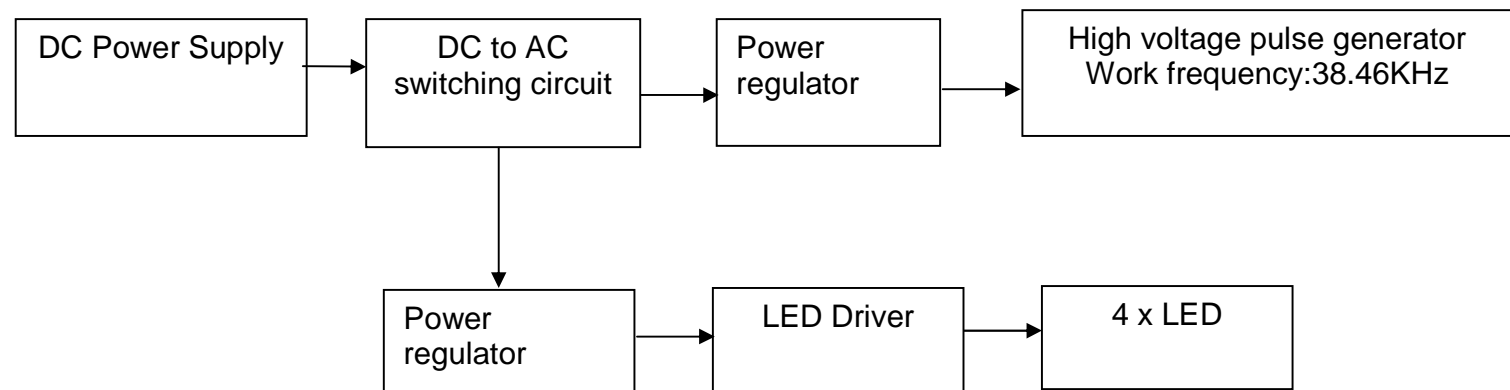 DC Power Supply
DC to AC
switching circuit
Power
regulator
High voltage pulse generator
Work frequency:38.46KHz
Power
regulator
LED Driver
4 x LED